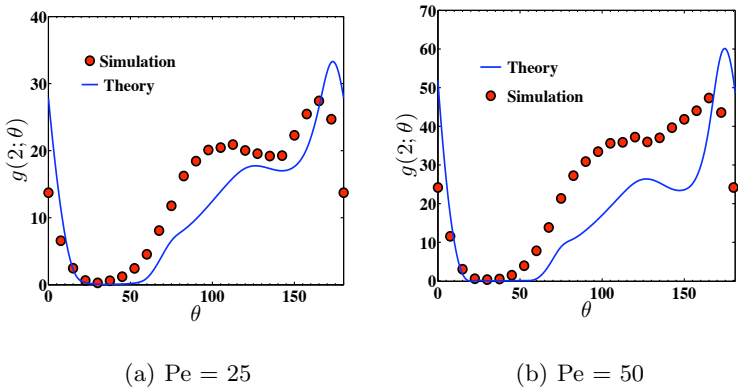 40
30
20
10
0
g(2; θ)
Simulation
Theory
0 50 100 150
θ
(a) Pe = 25
70
60
50
40
30
20
10
0
g(2; θ)
Theory
Simulation
0 50 100 150
θ
(b) Pe = 50